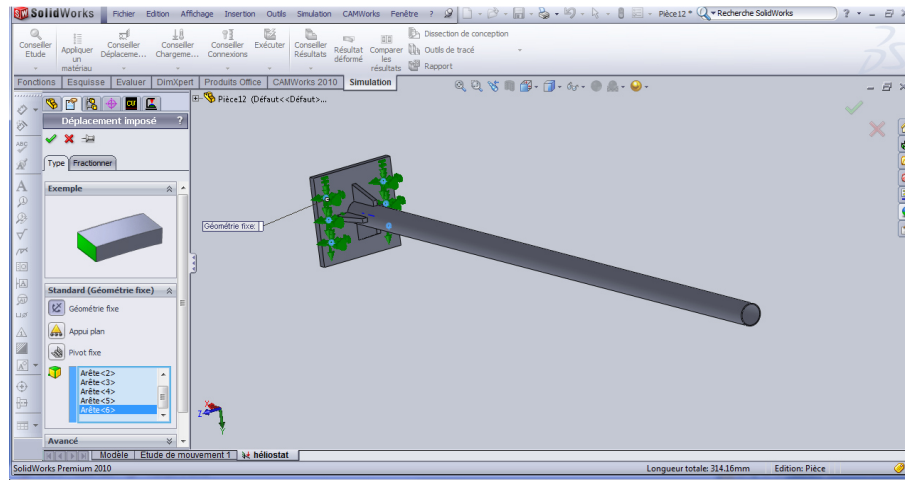 SolidWorks Fichier Edition Affichage Insertion Outils Simulation CAMWorks Fenêtre ? Pièce12 * Recherche SolidWorks ?
Conseiller Etude
Appliquer un matériau
Conseiller Déplaceme...
Conseiller Chargeme...
Conseiller Connexions
Exécuter
Conseiller Résultats
Résultat déformé
Comparer les résultats
Dissection de conception
Outils de tracé
Rapport
Fonctions Esquisse Evaluer DimXpert Produits Office CAMWorks 2010 Simulation
Pièce12 (Défaut<<Défaut>...
Déplacement imposé ?
Type Fractionner
Exemple
Géométrie fixe:
Standard (Géométrie fixe)
Géométrie fixe
Appui plan
Pivot fixe
Arête<2>
Arête<3>
Arête<4>
Arête<5>
Arête<6>
Avancé
X
Z
Y
Modèle Etude de mouvement 1 héliostat
SolidWorks Premium 2010 Longueur totale: 314.16mm Edition: Pièce